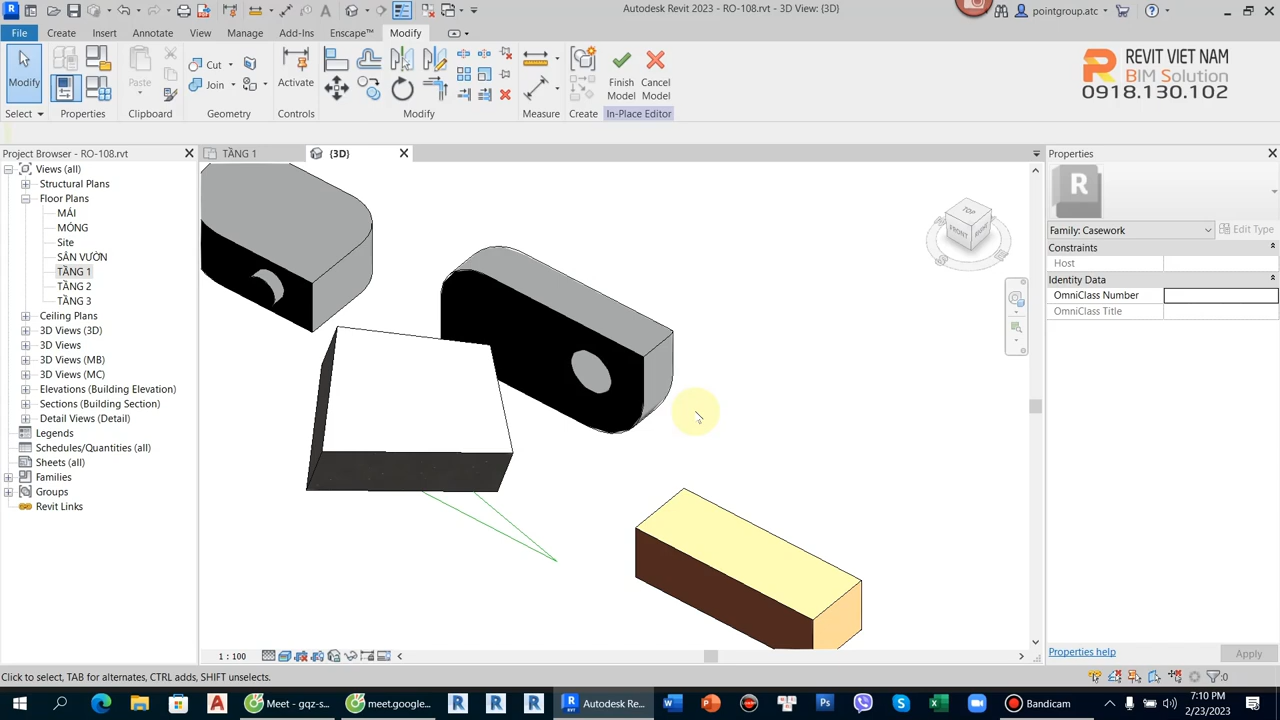 Autodesk Revit 2023 - RO-108.rvt - 3D View: {3D}
pointgroup.atc
File Create Insert Annotate View Manage Add-Ins Enscape™ Modify
REVIT VIET NAM
BIM Solution
0918.130.102
Modify Paste Cut Join Activate Finish Model Cancel Model
Select Properties Clipboard Geometry Controls Modify Measure Create In-Place Editor
Project Browser - RO-108.rvt
TẦNG 1
{3D}
Properties
Views (all)
Structural Plans
Floor Plans
MÁI
MÓNG
Site
SÂN VƯỜN
TẦNG 1
TẦNG 2
TẦNG 3
Ceiling Plans
3D Views (3D)
3D Views
3D Views (MB)
3D Views (MC)
Elevations (Building Elevation)
Sections (Building Section)
Detail Views (Detail)
Legends
Schedules/Quantities (all)
Sheets (all)
Families
Groups
Revit Links
TOP
FRONT
RIGHT
R
Family: Casework
Edit Type
Constraints
Host
Identity Data
OmniClass Number
OmniClass Title
Properties help
Apply
1 : 100
Click to select, TAB for alternates, CTRL adds, SHIFT unselects.
:0
Meet - gqz-s...
meet.google...
Autodesk Re...
Bandicam
7:10 PM
2/23/2023